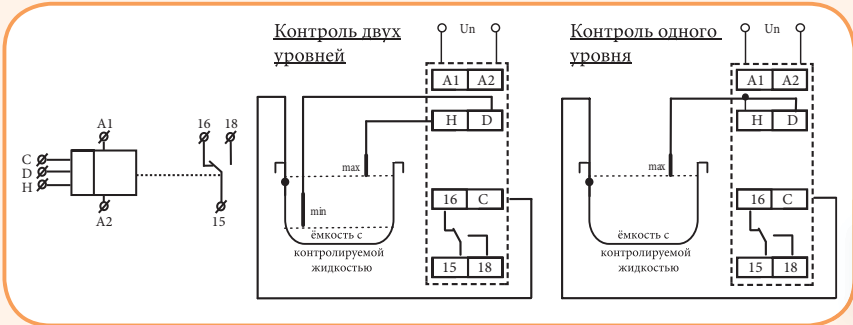 A1
16 18
C
D
H
A2
15
Контроль двух
уровней
Un
A1 A2
H D
max
min
16 C
ёмкость с
контролируемой
жидкостью
15 18
Контроль одного
уровня
Un
A1 A2
H D
max
16 C
ёмкость с
контролируемой
жидкостью
15 18